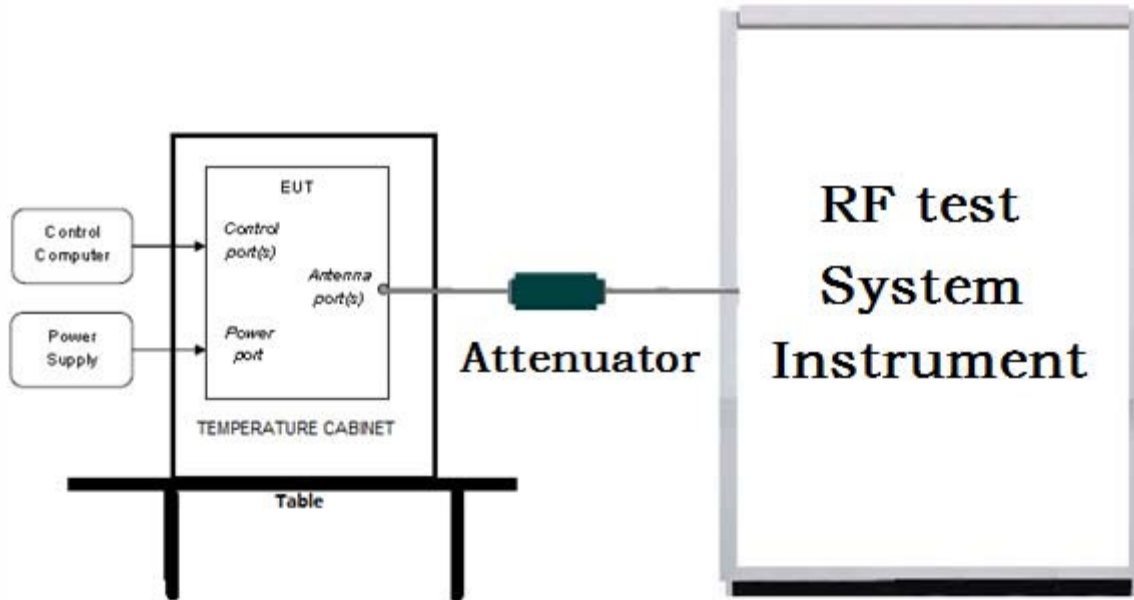 Control
Computer
Power
Supply
EUT
Control
port(s)
Antenna
port(s)
Power
port
TEMPERATURE CABINET
Table
Attenuator
RF test
System
Instrument